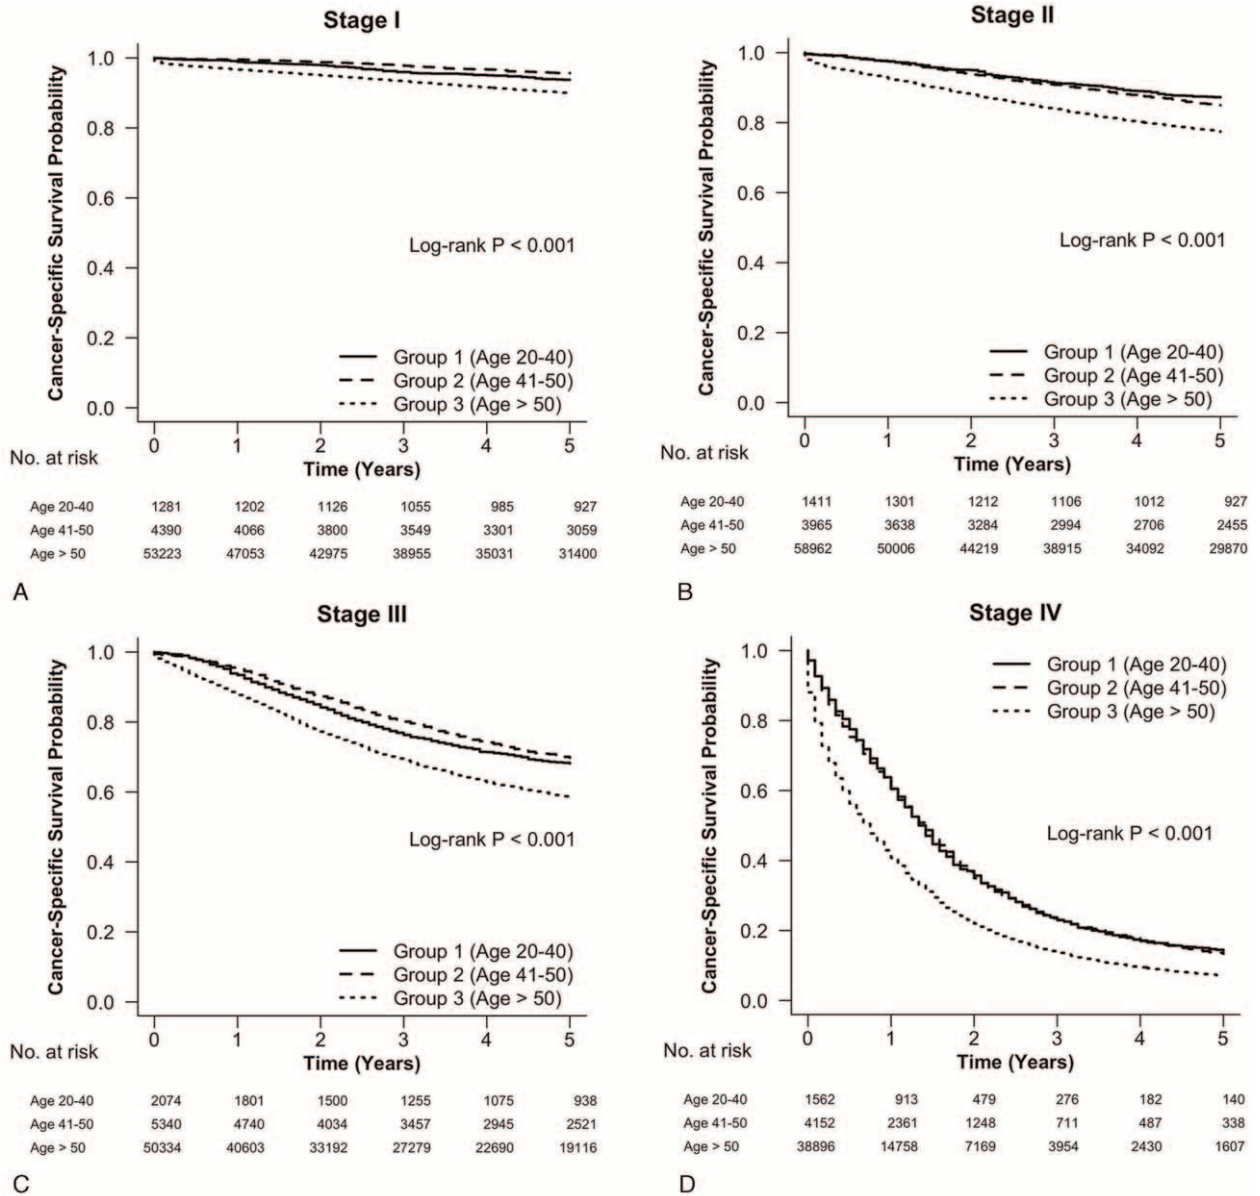 Stage I
Cancer-Specific Survival Probability
1.0
0.8
0.6
0.4
0.2
0.0
Log-rank P < 0.001
Group 1 (Age 20-40)
Group 2 (Age 41-50)
Group 3 (Age > 50)
0 1 2 3 4 5
Time (Years)
No. at risk
Age 20-40 1281 1202 1126 1055 985 927
Age 41-50 4390 4066 3800 3549 3301 3059
Age > 50 53223 47053 42975 38955 35031 31400
A
Stage II
Cancer-Specific Survival Probability
1.0
0.8
0.6
0.4
0.2
0.0
Log-rank P < 0.001
Group 1 (Age 20-40)
Group 2 (Age 41-50)
Group 3 (Age > 50)
0 1 2 3 4 5
Time (Years)
No. at risk
Age 20-40 1411 1301 1212 1106 1012 927
Age 41-50 3965 3638 3284 2994 2706 2455
Age > 50 58962 50006 44219 38915 34092 29870
B
Stage III
Cancer-Specific Survival Probability
1.0
0.8
0.6
0.4
0.2
0.0
Log-rank P < 0.001
Group 1 (Age 20-40)
Group 2 (Age 41-50)
Group 3 (Age > 50)
0 1 2 3 4 5
Time (Years)
No. at risk
Age 20-40 2074 1801 1500 1255 1075 938
Age 41-50 5340 4740 4034 3457 2945 2521
Age > 50 50334 40603 33192 27279 22690 19116
C
Stage IV
Cancer-Specific Survival Probability
1.0
0.8
0.6
0.4
0.2
0.0
Group 1 (Age 20-40)
Group 2 (Age 41-50)
Group 3 (Age > 50)
Log-rank P < 0.001
0 1 2 3 4 5
Time (Years)
No. at risk
Age 20-40 1562 913 479 276 182 140
Age 41-50 4152 2361 1248 711 487 338
Age > 50 38896 14758 7169 3954 2430 1607
D